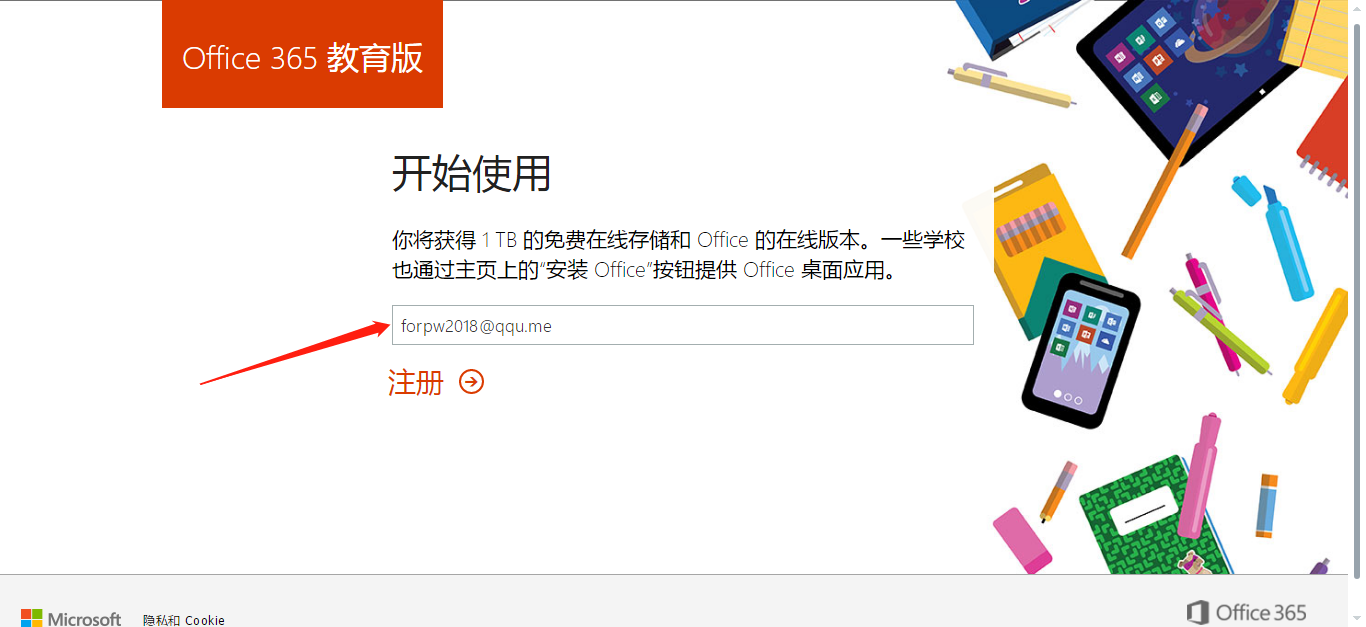 Office 365 教育版
开始使用
你将获得 1 TB 的免费在线存储和 Office 的在线版本。一些学校
也通过主页上的“安装 Office”按钮提供 Office 桌面应用。
forpw2018@qqu.me
注册
Microsoft 隐私和 Cookie
Office 365